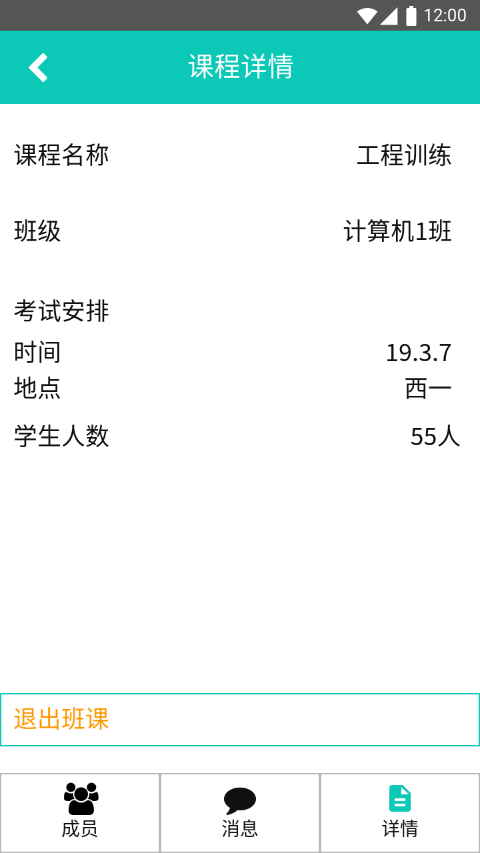 12:00
课程详情
课程名称 工程训练
班级 计算机1班
考试安排
时间 19.3.7
地点 西一
学生人数 55人
退出班课
成员 消息 详情